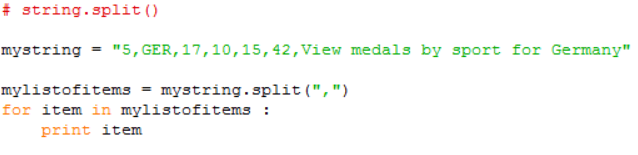 # string.split()
mystring = "5,GER,17,10,15,42,View medals by sport for Germany"
mylistofitems = mystring.split(",")
for item in mylistofitems :
    print item